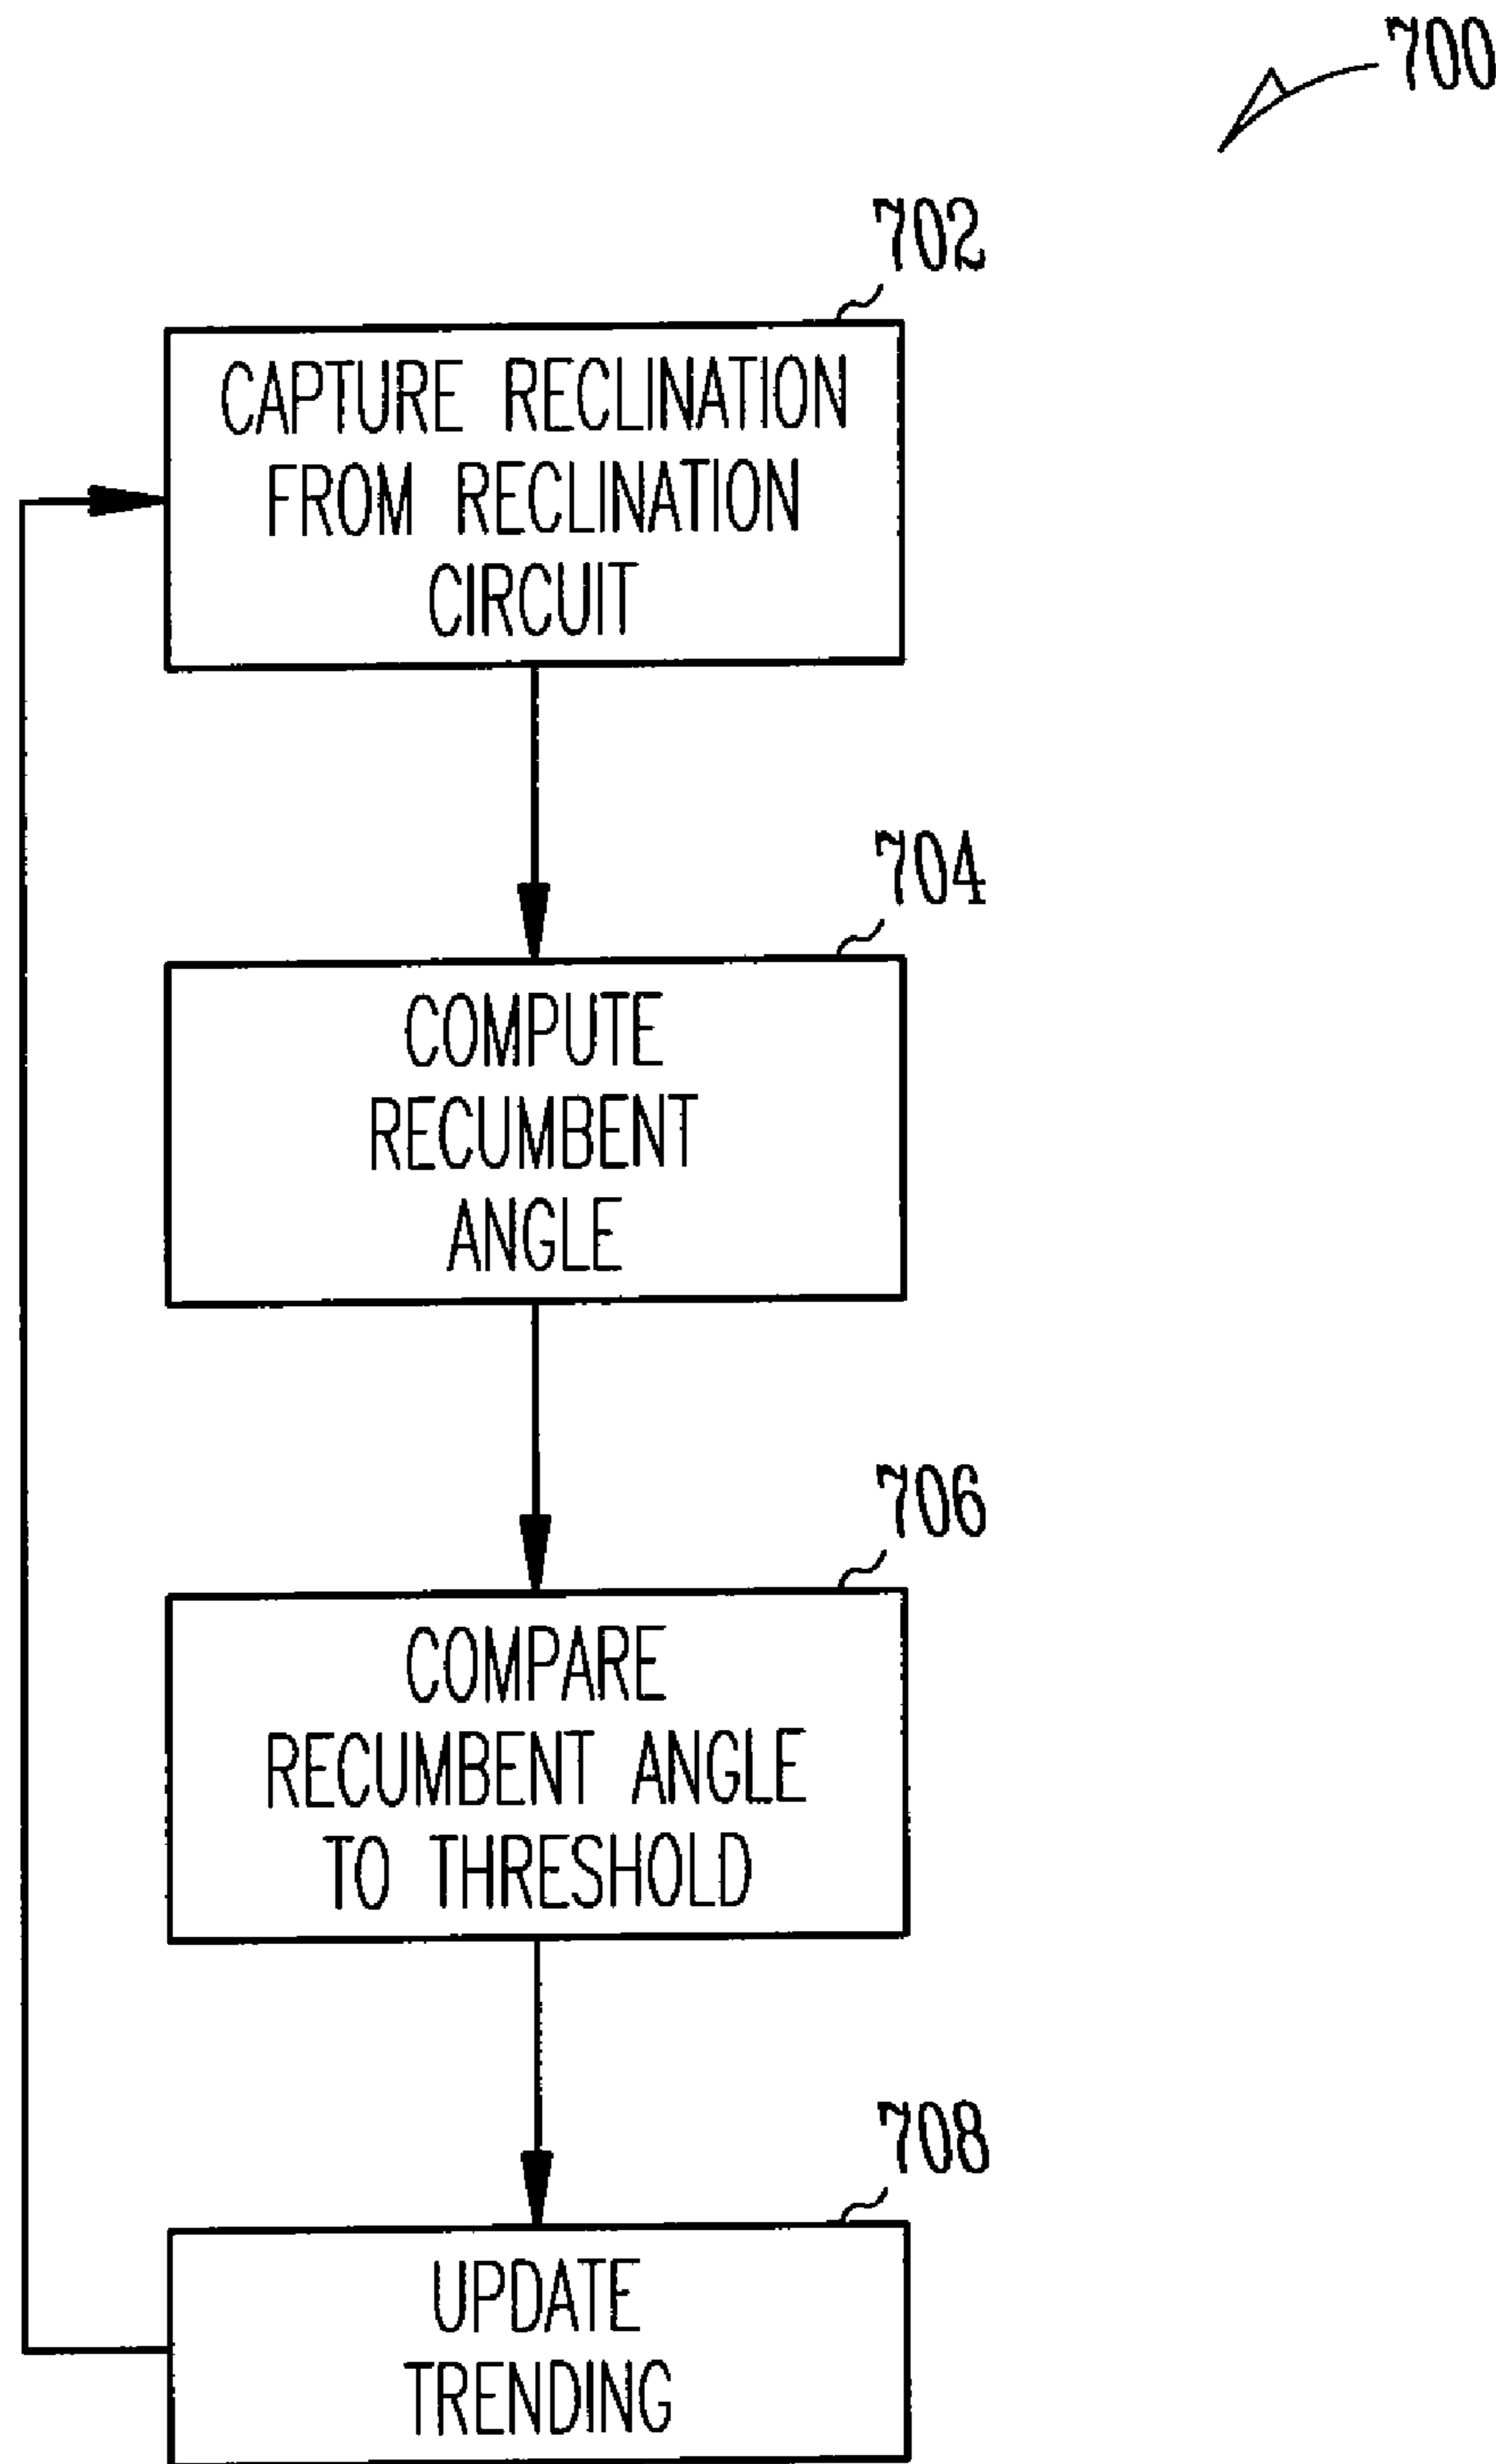 700
702
CAPTURE RECLINATION
FROM RECLINATION
CIRCUIT
704
COMPUTE
RECUMBENT
ANGLE
706
COMPARE
RECUMBENT ANGLE
TO THRESHOLD
708
UPDATE
TRENDING